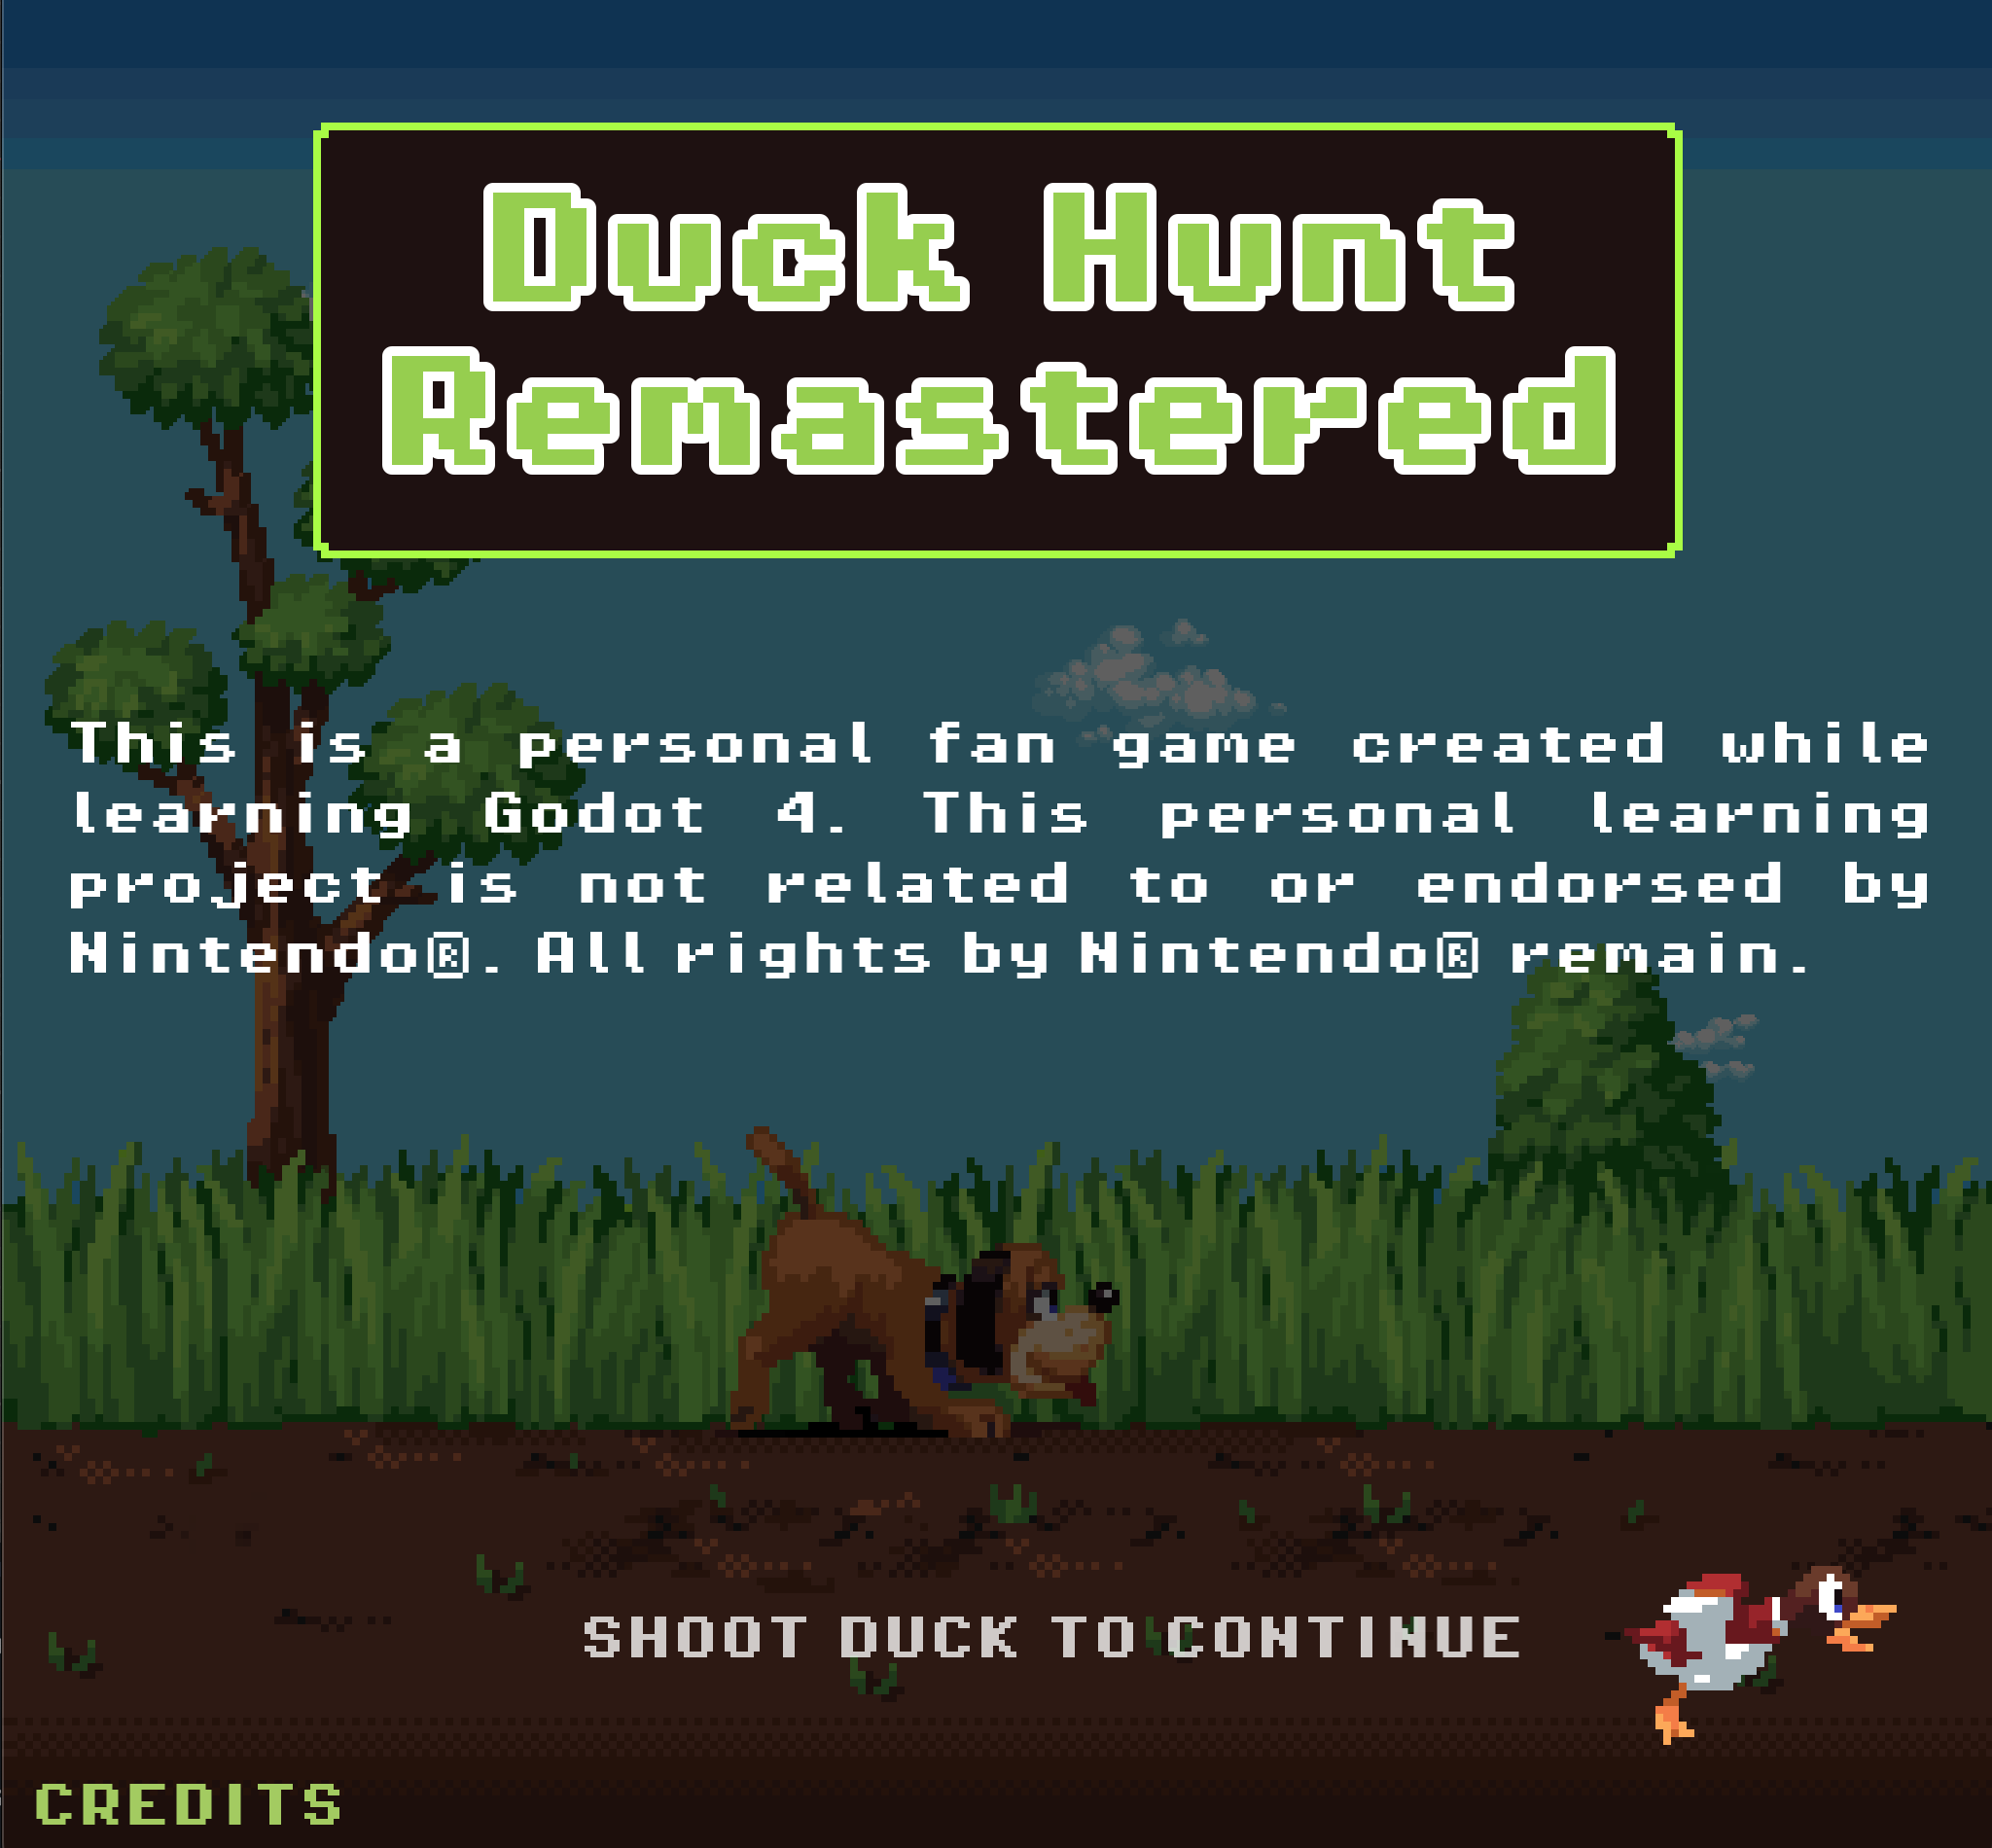 Duck Hunt
Remastered
This is a personal fan game created while
learning Godot 4. This personal learning
project is not related to or endorsed by
Nintendo®. All rights by Nintendo® remain.
SHOOT DUCK TO CONTINUE
CREDITS